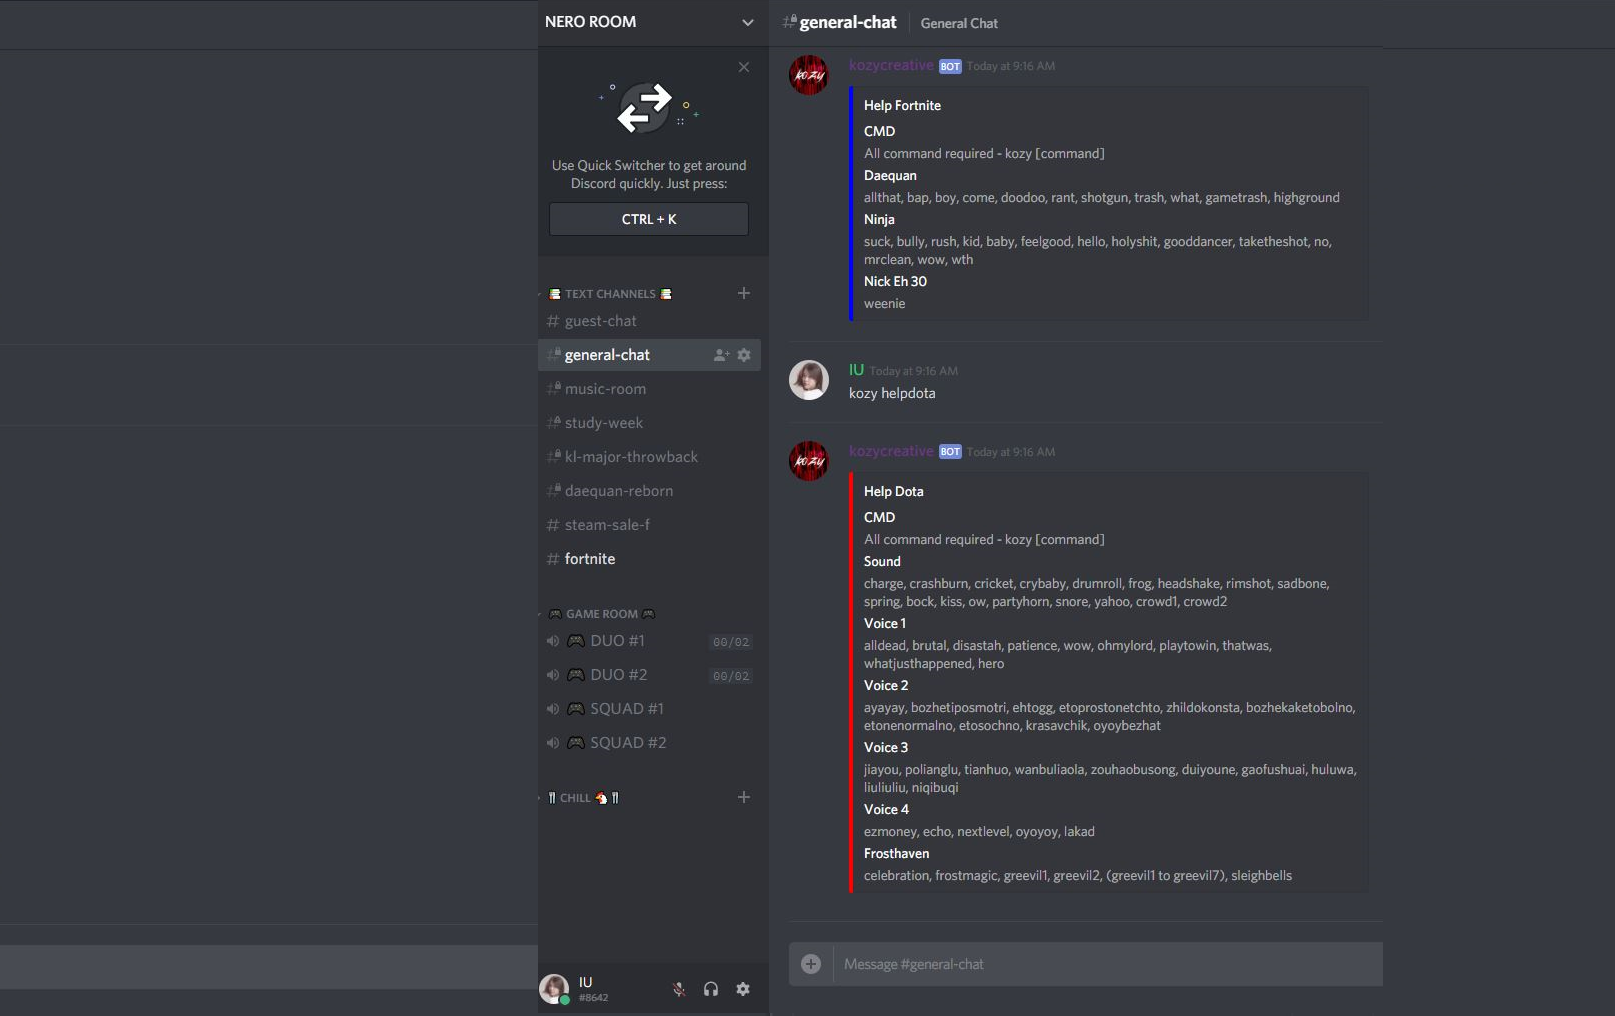 NERO ROOM
Use Quick Switcher to get around
Discord quickly. Just press:
CTRL + K
TEXT CHANNELS
# guest-chat
# general-chat
# music-room
# study-week
# kl-major-throwback
# daequan-reborn
# steam-sale-f
# fortnite
GAME ROOM
DUO #1 00/02
DUO #2 00/02
SQUAD #1
SQUAD #2
CHILL
IU
#8642
# general-chat General Chat
kozy
kozycreative BOT Today at 9:16 AM
Help Fortnite
CMD
All command required - kozy [command]
Daequan
allthat, bap, boy, come, doodoo, rant, shotgun, trash, what, gametrash, highground
Ninja
suck, bully, rush, kid, baby, feelgood, hello, holyshit, gooddancer, taketheshot, no,
mrclean, wow, wth
Nick Eh 30
weenie
IU Today at 9:16 AM
kozy helpdota
kozy
kozycreative BOT Today at 9:16 AM
Help Dota
CMD
All command required - kozy [command]
Sound
charge, crashburn, cricket, crybaby, drumroll, frog, headshake, rimshot, sadbone,
spring, bock, kiss, ow, partyhorn, snore, yahoo, crowd1, crowd2
Voice 1
alldead, brutal, disastah, patience, wow, ohmylord, playtowin, thatwas,
whatjusthappened, hero
Voice 2
ayayay, bozhetiposmotri, ehtogg, etoprostonetchto, zhildokonsta, bozhekaketobolno,
etonenormalno, etosochno, krasavchik, oyoybezhat
Voice 3
jiayou, polianglu, tianhuo, wanbuliaola, zouhaobusong, duiyoune, gaofushuai, huluwa,
liuliuliu, niqibuqi
Voice 4
ezmoney, echo, nextlevel, oyoyoy, lakad
Frosthaven
celebration, frostmagic, greevil1, greevil2, (greevil1 to greevil7), sleighbells
Message #general-chat